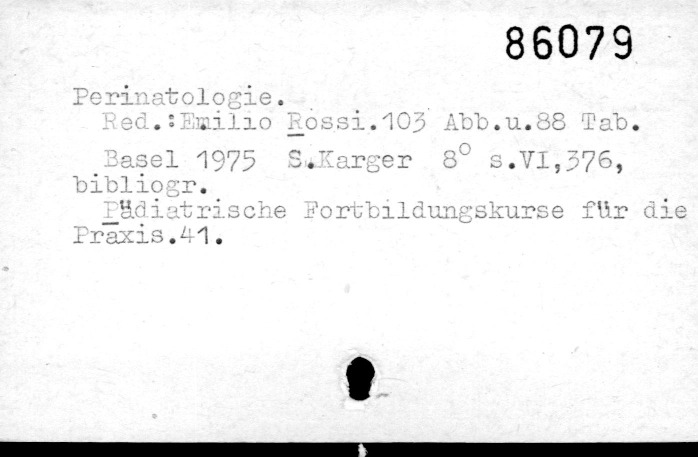 86079
Perinatologie.
Red.:Emilio Rossi.103 Abb.u.88 Tab.
Basel 1975 S.Karger 8° s.VI,376,
bibliogr.
Pädiatrische Fortbildungskurse für die
Praxis.41.